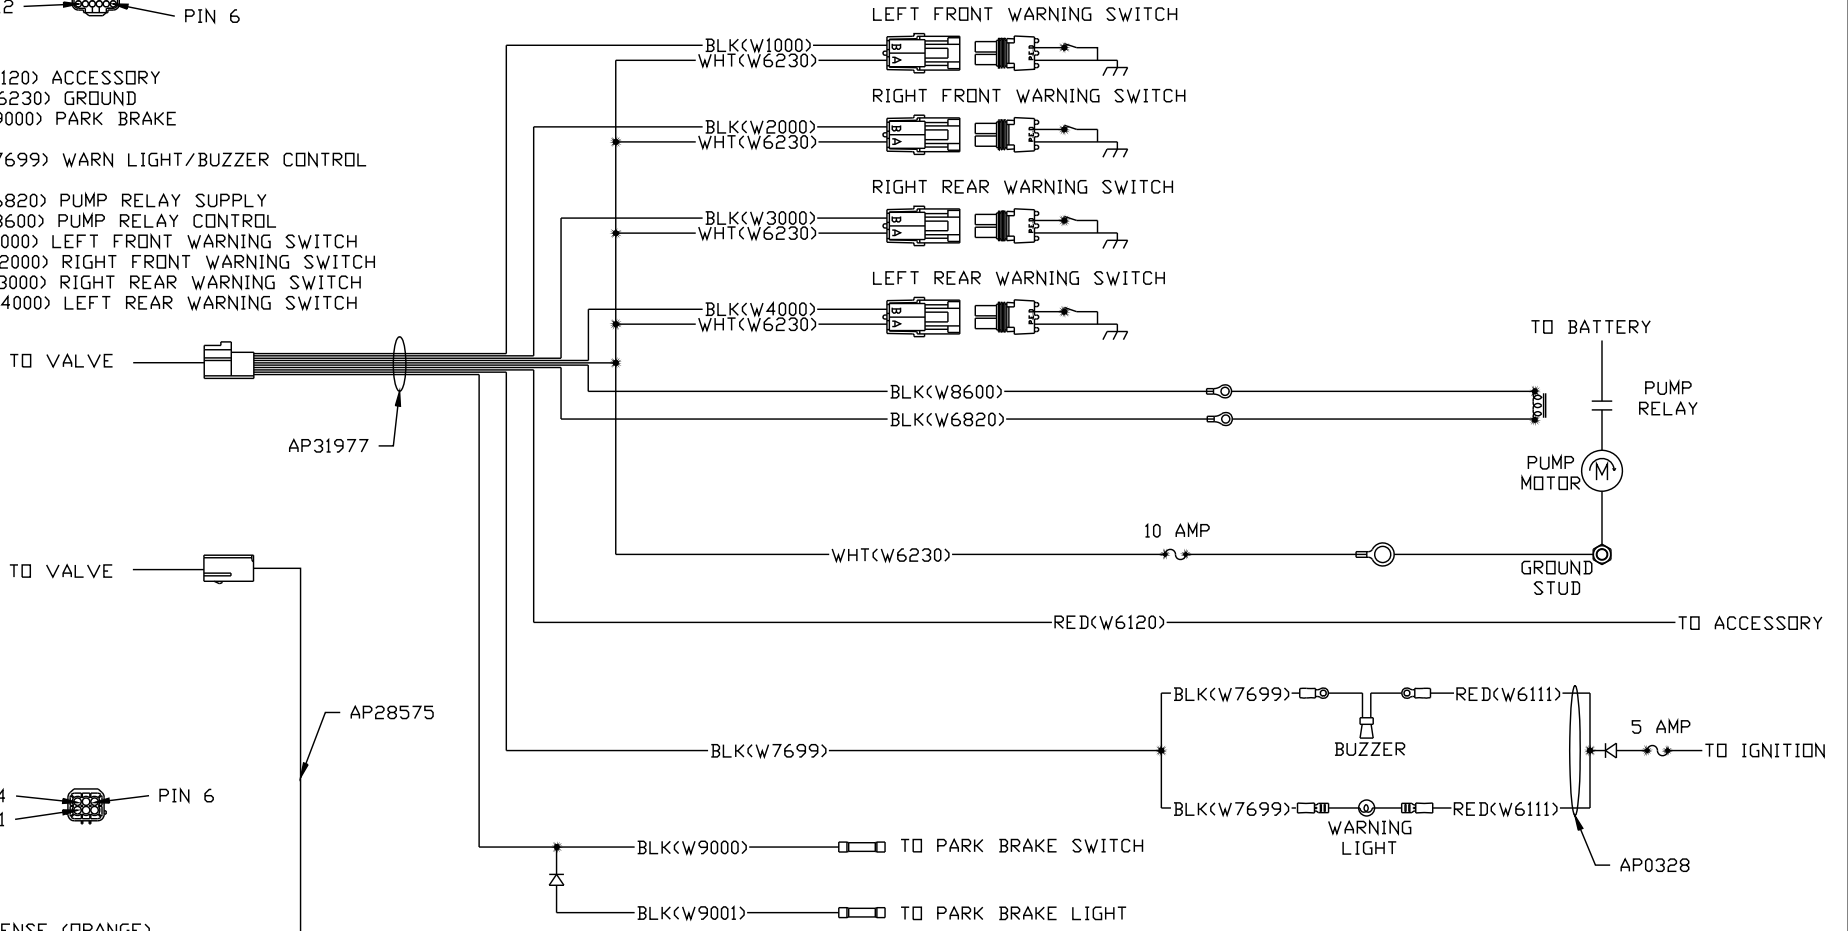 PIN 6
120) ACCESSORY
6230) GROUND
9000) PARK BRAKE
7699) WARN LIGHT/BUZZER CONTROL
6820) PUMP RELAY SUPPLY
8600) PUMP RELAY CONTROL
000) LEFT FRONT WARNING SWITCH
2000) RIGHT FRONT WARNING SWITCH
3000) RIGHT REAR WARNING SWITCH
4000) LEFT REAR WARNING SWITCH
TO VALVE
AP31977
TO VALVE
AP28575
4
PIN 6
1
LEFT FRONT WARNING SWITCH
BLK(W1000)
B
WHT(W6230)
A
RIGHT FRONT WARNING SWITCH
BLK(W2000)
B
WHT(W6230)
A
RIGHT REAR WARNING SWITCH
BLK(W3000)
B
WHT(W6230)
A
LEFT REAR WARNING SWITCH
BLK(W4000)
B
WHT(W6230)
A
TO BATTERY
BLK(W8600)
PUMP
RELAY
BLK(W6820)
PUMP
MOTOR
M
10 AMP
WHT(W6230)
GROUND
STUD
RED(W6120)
TO ACCESSORY
BLK(W7699)
RED(W6111)
BUZZER
5 AMP
BLK(W7699)
TO IGNITION
BLK(W7699)
RED(W6111)
WARNING
LIGHT
AP0328
BLK(W9000)
TO PARK BRAKE SWITCH
BLK(W9001)
TO PARK BRAKE LIGHT